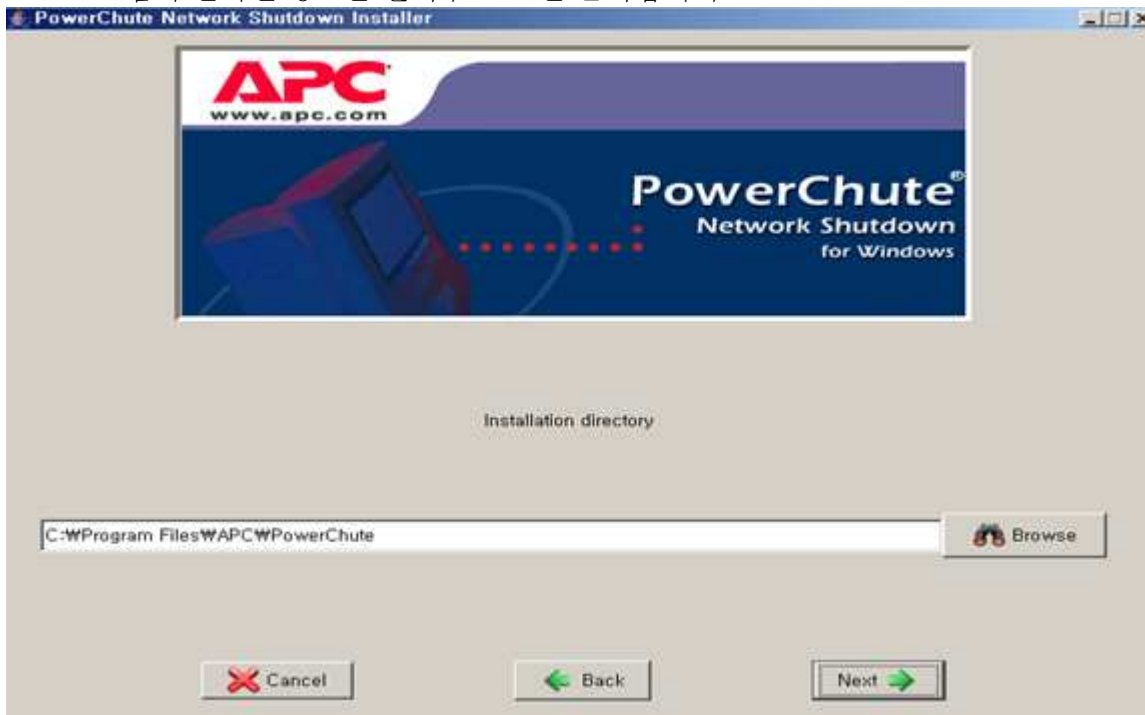 PowerChute Network Shutdown Installer
APC
www.apc.com
PowerChute®
Network Shutdown
for Windows
Installation directory
C:₩Program Files₩APC₩PowerChute
Browse
Cancel
Back
Next